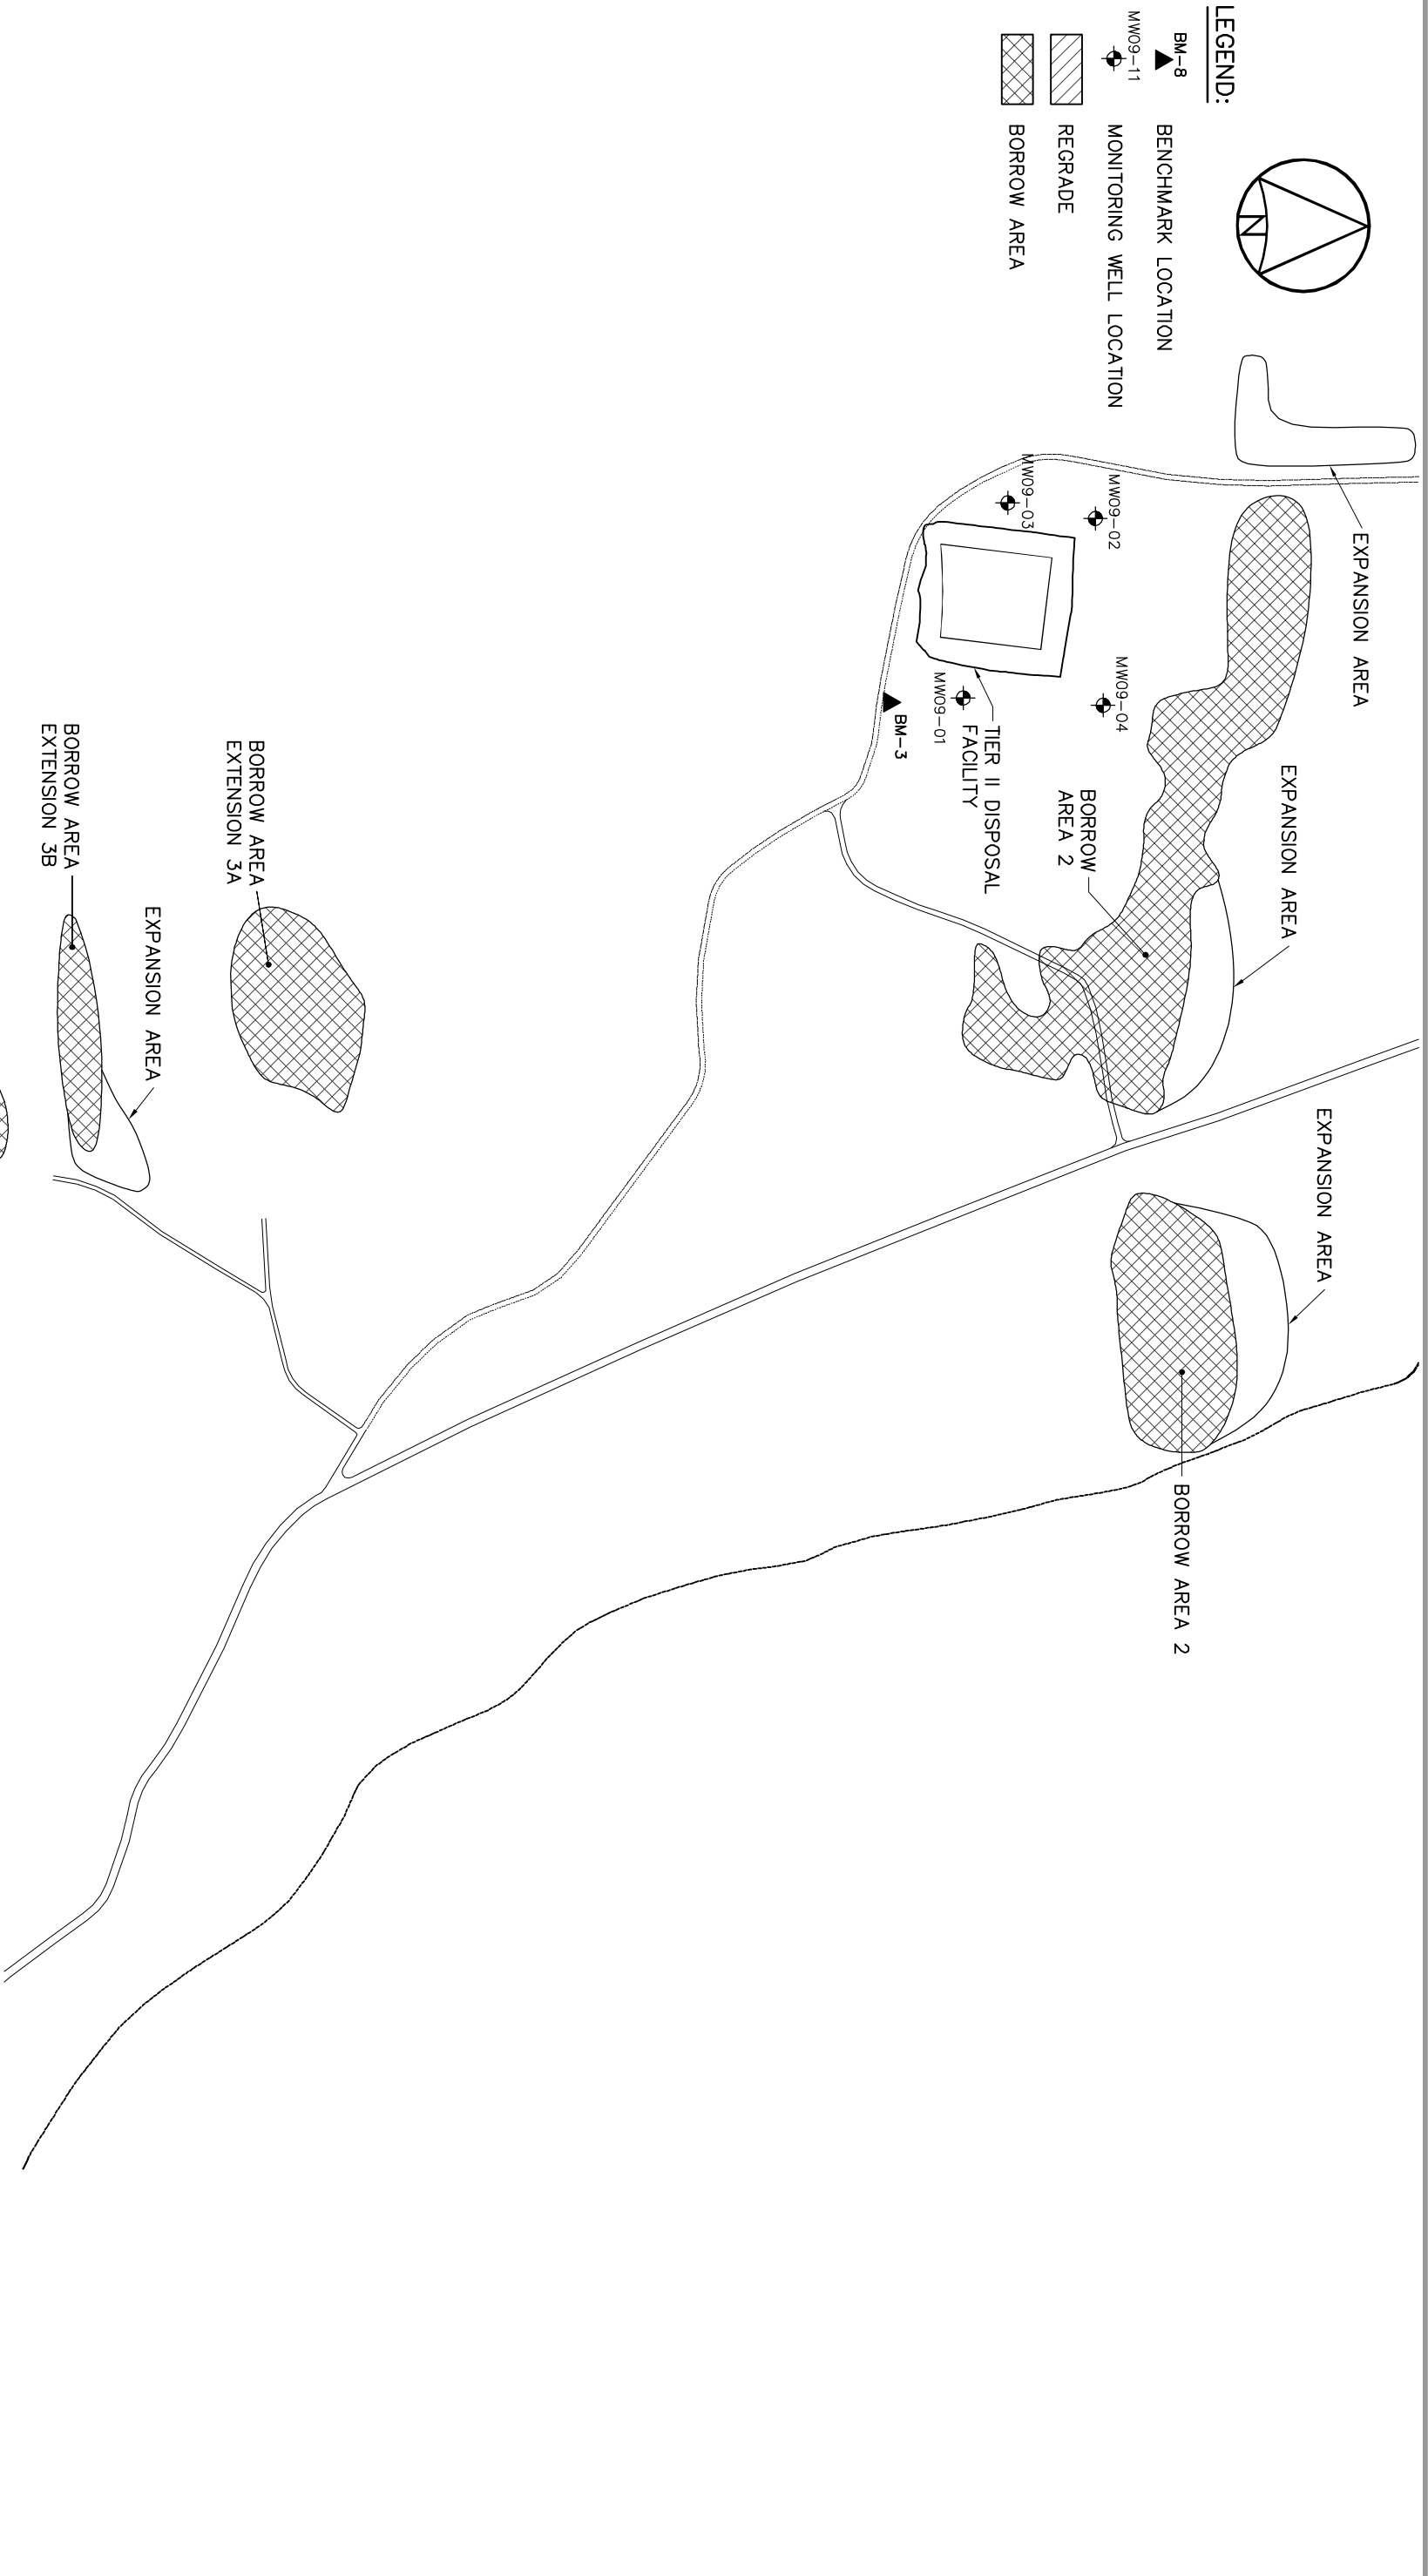 LEGEND:
BM-8
BENCHMARK LOCATION
MW09-11
MONITORING WELL LOCATION
REGRADE
BORROW AREA
N
EXPANSION AREA
EXPANSION AREA
EXPANSION AREA
BORROW AREA 2
MW09-02
MW09-03
MW09-04
MW09-01
BM-3
TIER II DISPOSAL
FACILITY
BORROW
AREA 2
BORROW AREA
EXTENSION 3A
EXPANSION AREA
BORROW AREA
EXTENSION 3B